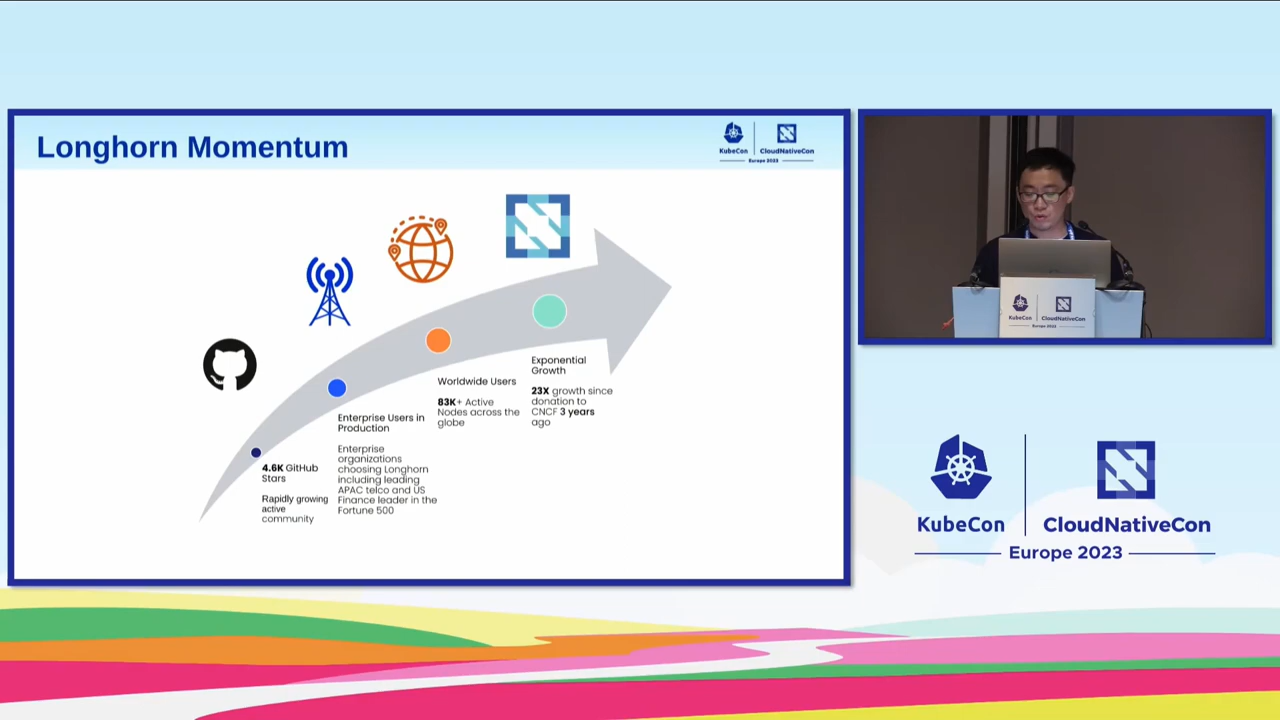 Longhorn Momentum
KubeCon
CloudNativeCon
Europe 2023
4.6K GitHub
Stars
Rapidly growing
active
community
Enterprise Users in
Production
Enterprise
organizations
choosing Longhorn
including leading
APAC telco and US
Finance leader in the
Fortune 500
Worldwide Users
83K+ Active
Nodes across the
globe
Exponential
Growth
23X growth since
donation to
CNCF 3 years
ago
KubeCon
CloudNativeCon
Europe 2023
KubeCon
CloudNativeCon
Europe 2023